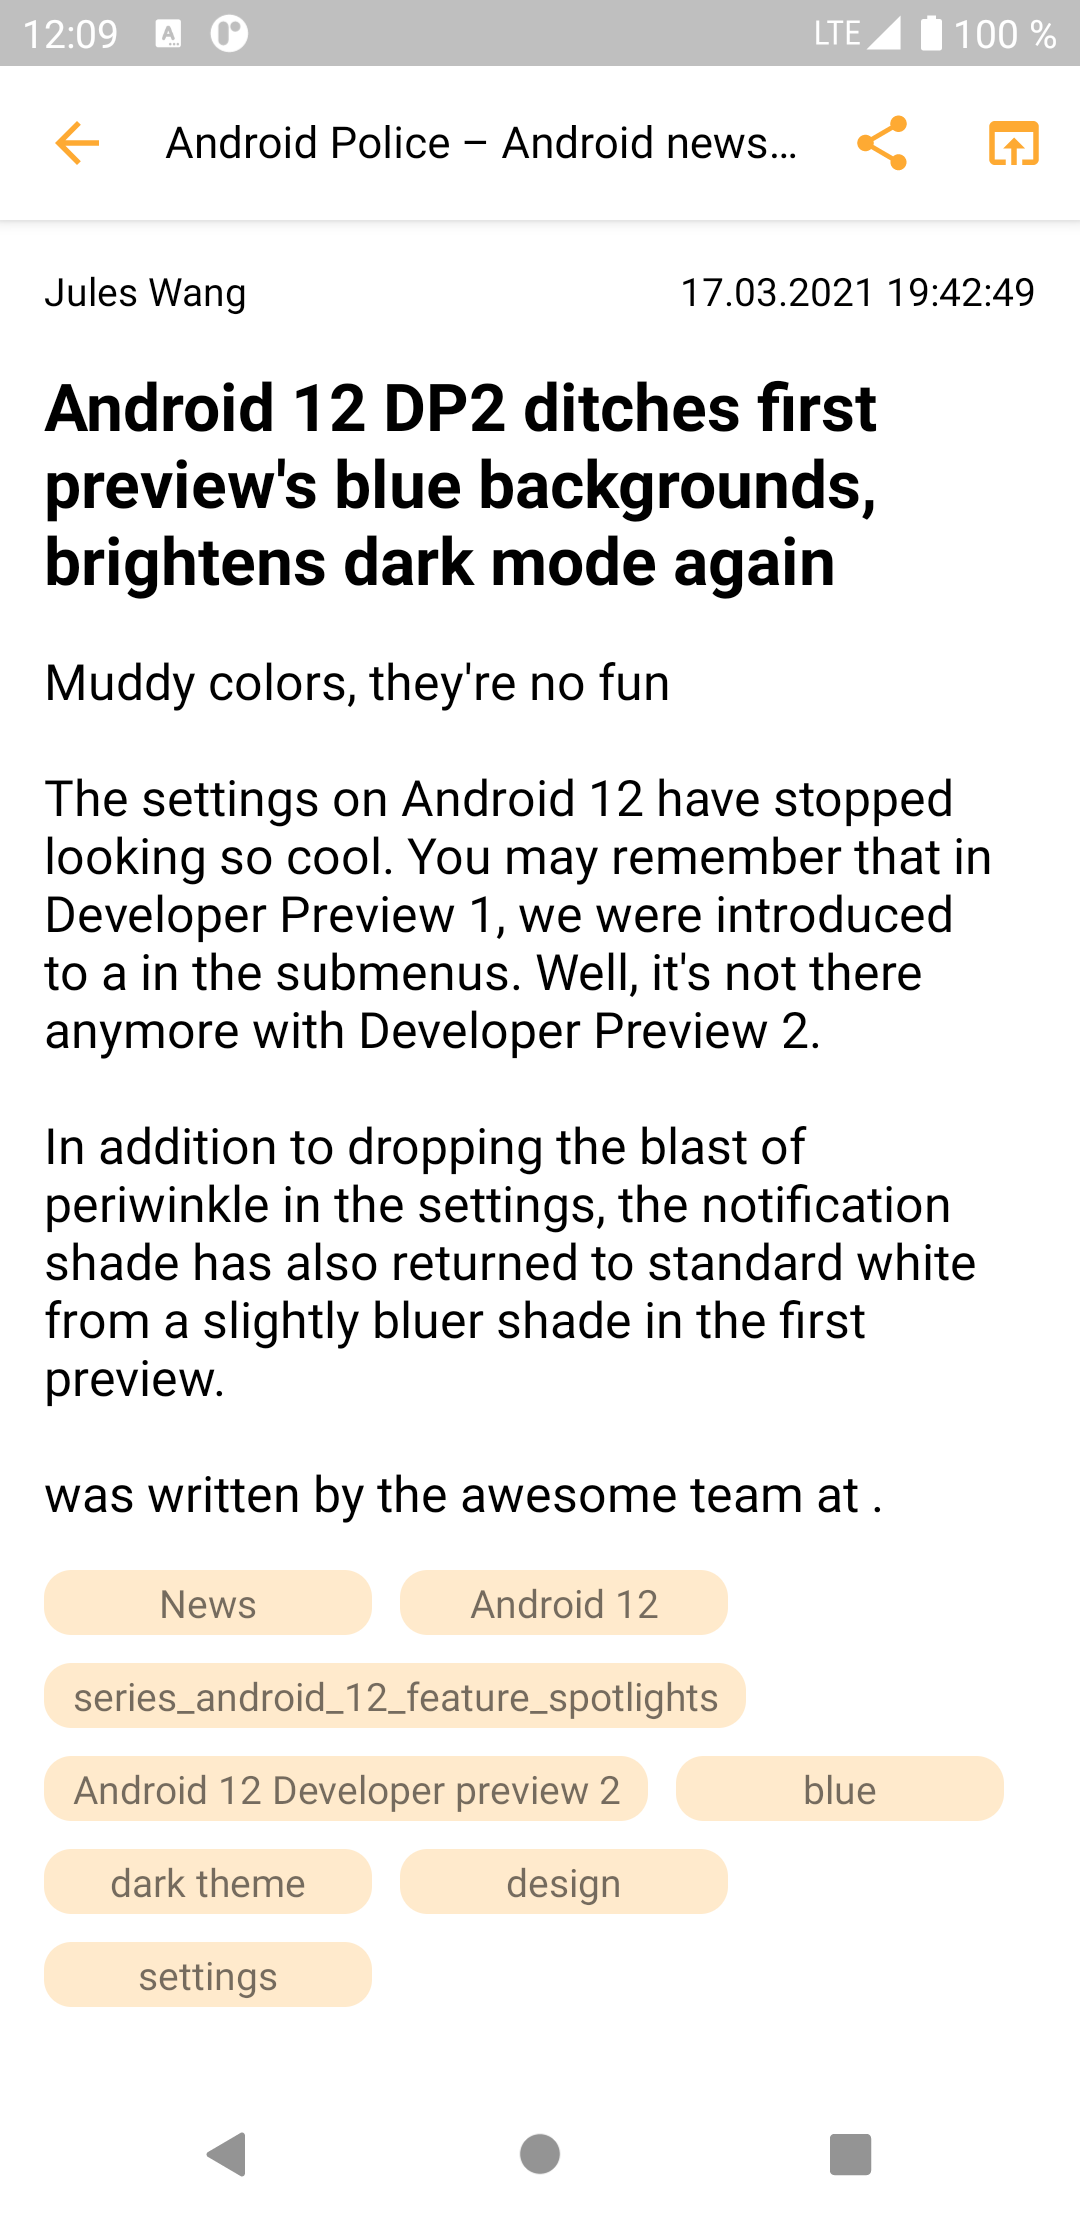 12:09
LTE 100 %
Android Police – Android news...
Jules Wang
17.03.2021 19:42:49
Android 12 DP2 ditches first
preview's blue backgrounds,
brightens dark mode again
Muddy colors, they're no fun
The settings on Android 12 have stopped
looking so cool. You may remember that in
Developer Preview 1, we were introduced
to a in the submenus. Well, it's not there
anymore with Developer Preview 2.
In addition to dropping the blast of
periwinkle in the settings, the notification
shade has also returned to standard white
from a slightly bluer shade in the first
preview.
was written by the awesome team at .
News
Android 12
series_android_12_feature_spotlights
Android 12 Developer preview 2
blue
dark theme
design
settings